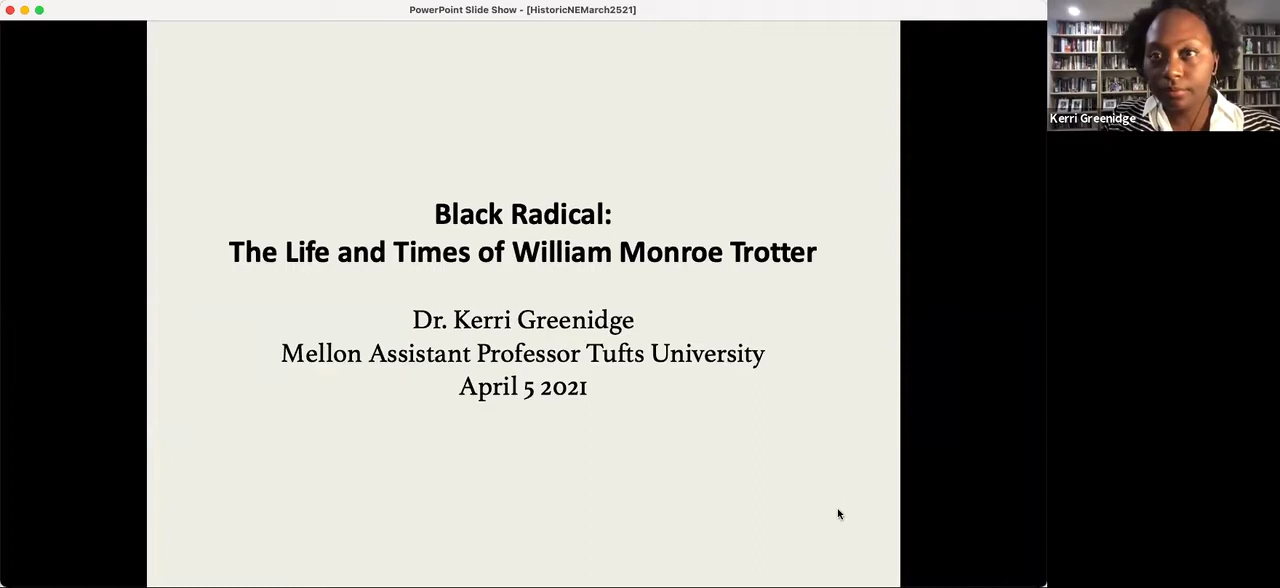 PowerPoint Slide Show - [HistoricNEMarch2521]
Black Radical:
The Life and Times of William Monroe Trotter
Dr. Kerri Greenidge
Mellon Assistant Professor Tufts University
April 5 2021
Kerri Greenidge